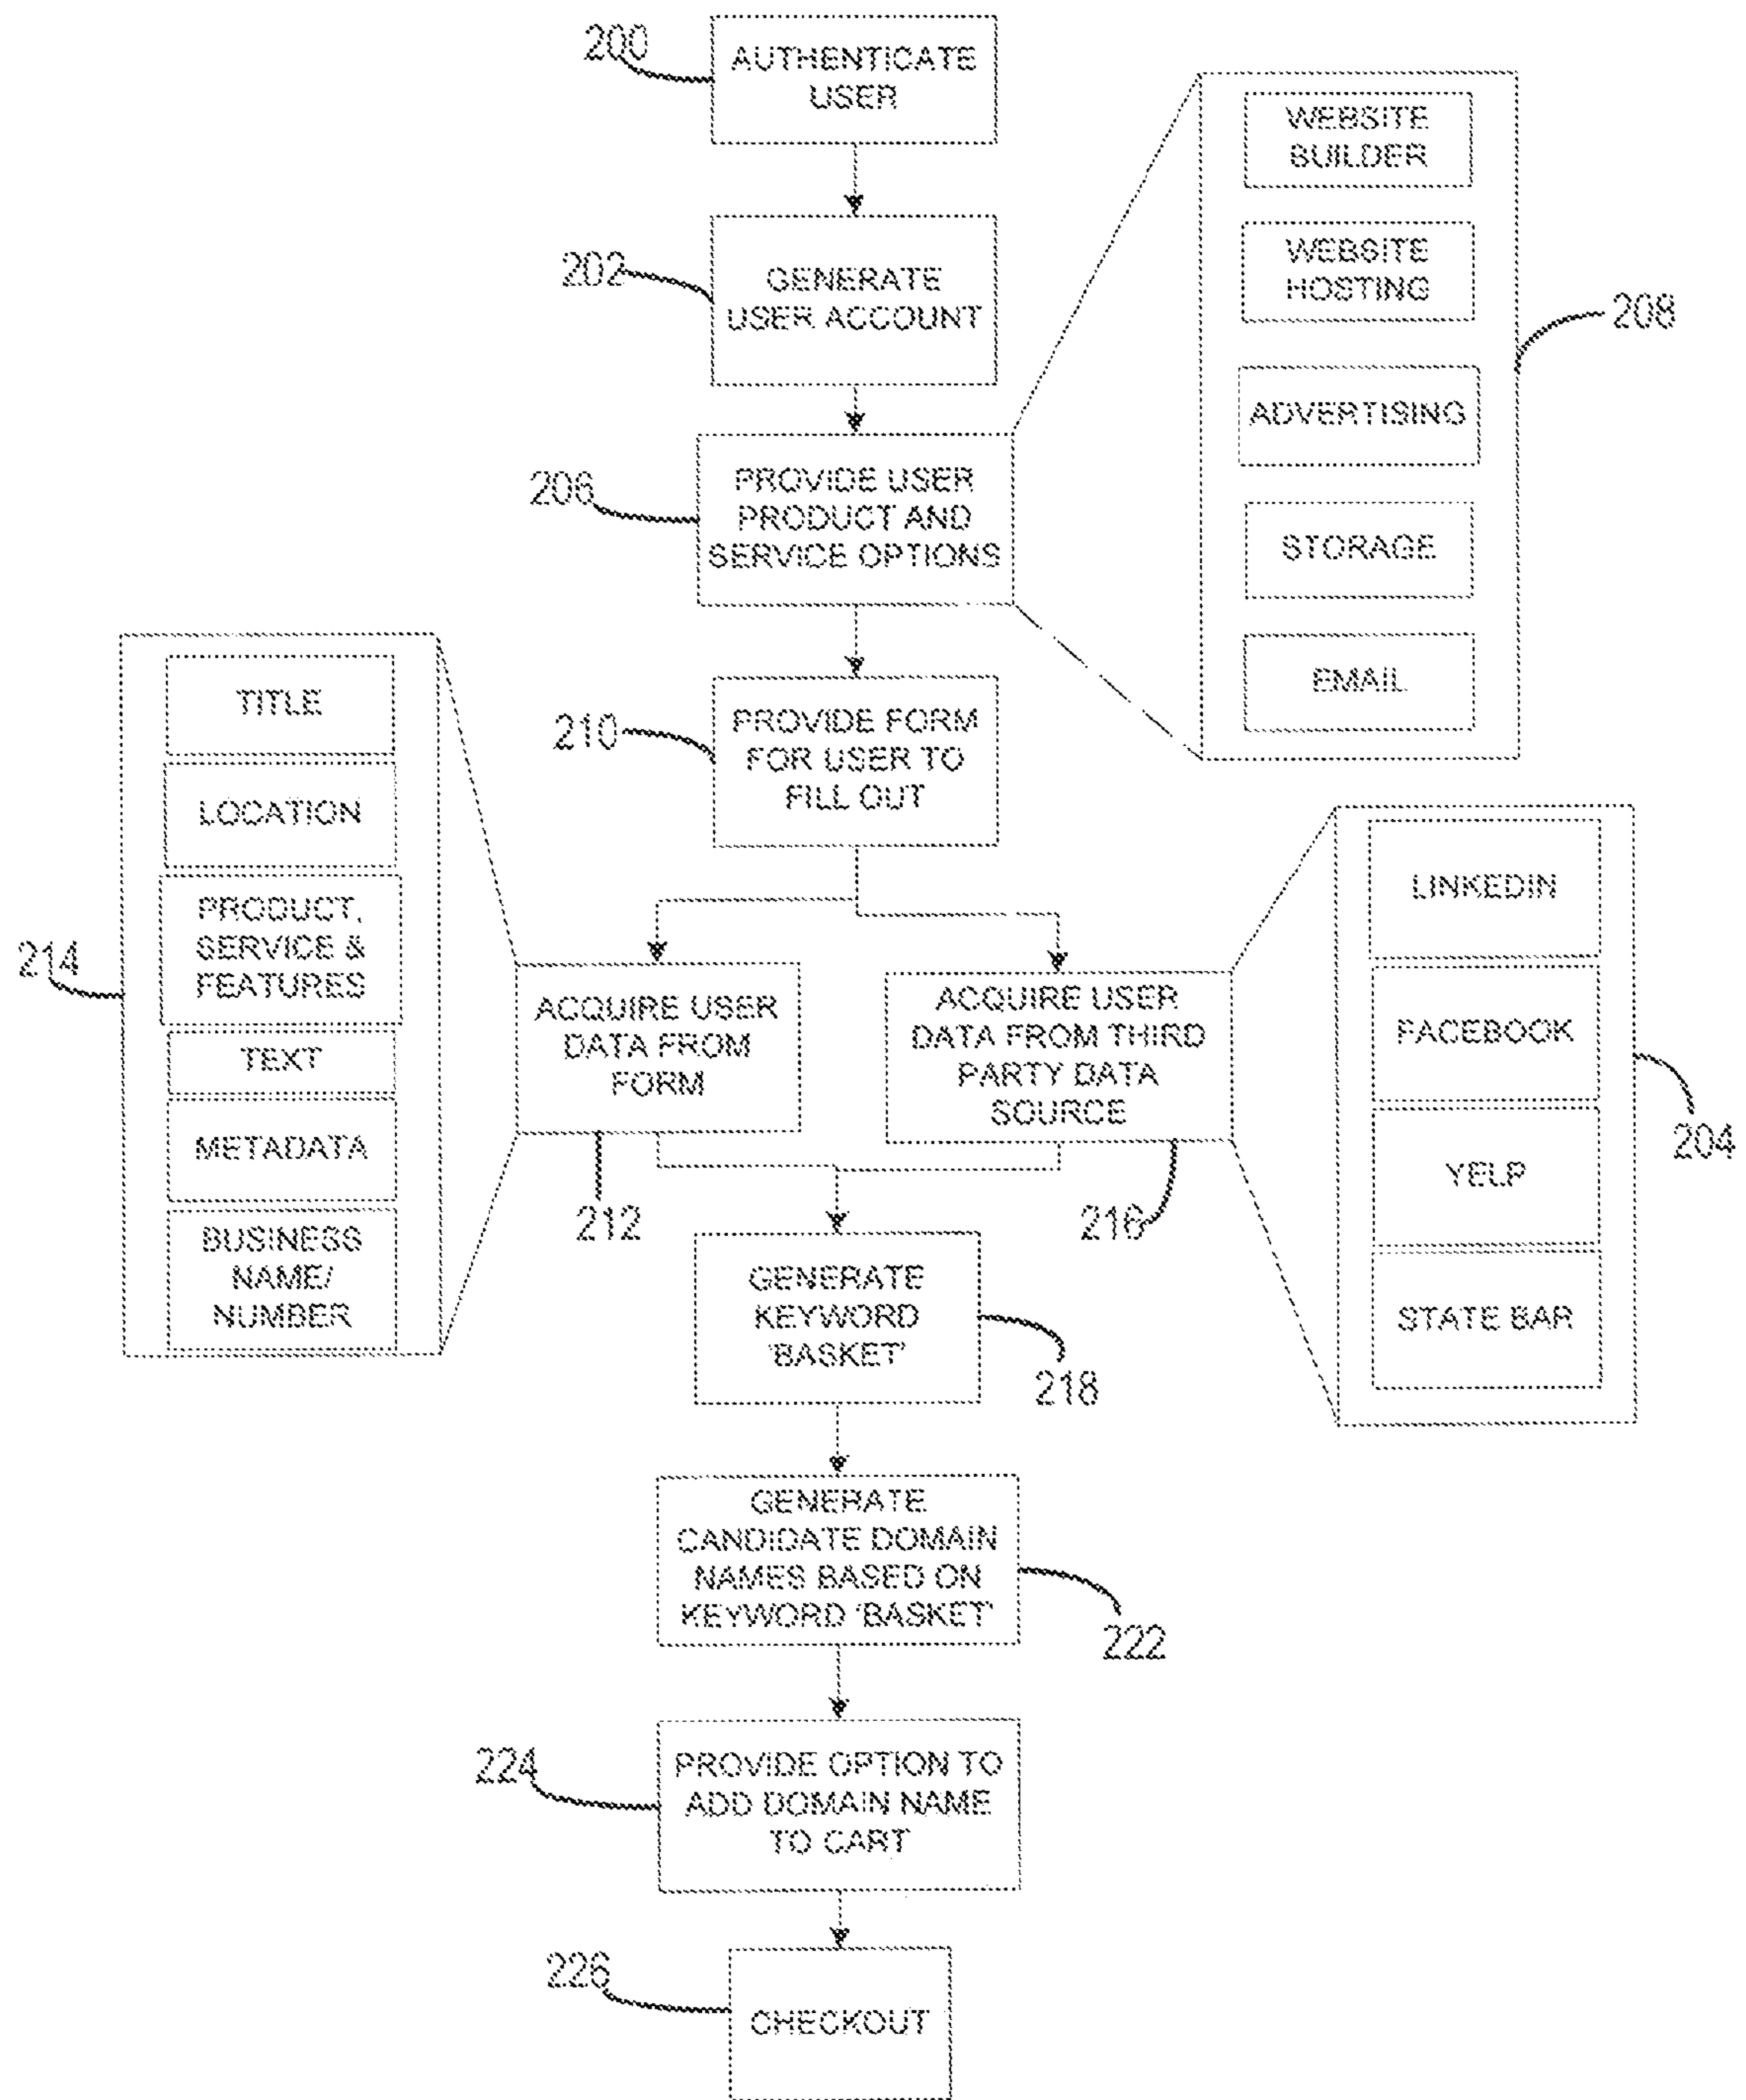 200
AUTHENTICATE
USER
202
GENERATE
USER ACCOUNT
206
PROVIDE USER
PRODUCT AND
SERVICE OPTIONS
WEBSITE
BUILDER
WEBSITE
HOSTING
ADVERTISING
STORAGE
EMAIL
208
210
PROVIDE FORM
FOR USER TO
FILL OUT
214
TITLE
LOCATION
PRODUCT,
SERVICE &
FEATURES
TEXT
METADATA
BUSINESS
NAME/
NUMBER
ACQUIRE USER
DATA FROM
FORM
212
ACQUIRE USER
DATA FROM THIRD
PARTY DATA
SOURCE
216
LINKEDIN
FACEBOOK
YELP
STATE BAR
204
GENERATE
KEYWORD
'BASKET'
218
GENERATE
CANDIDATE DOMAIN
NAMES BASED ON
KEYWORD 'BASKET'
222
224
PROVIDE OPTION TO
ADD DOMAIN NAME
TO CART
226
CHECKOUT